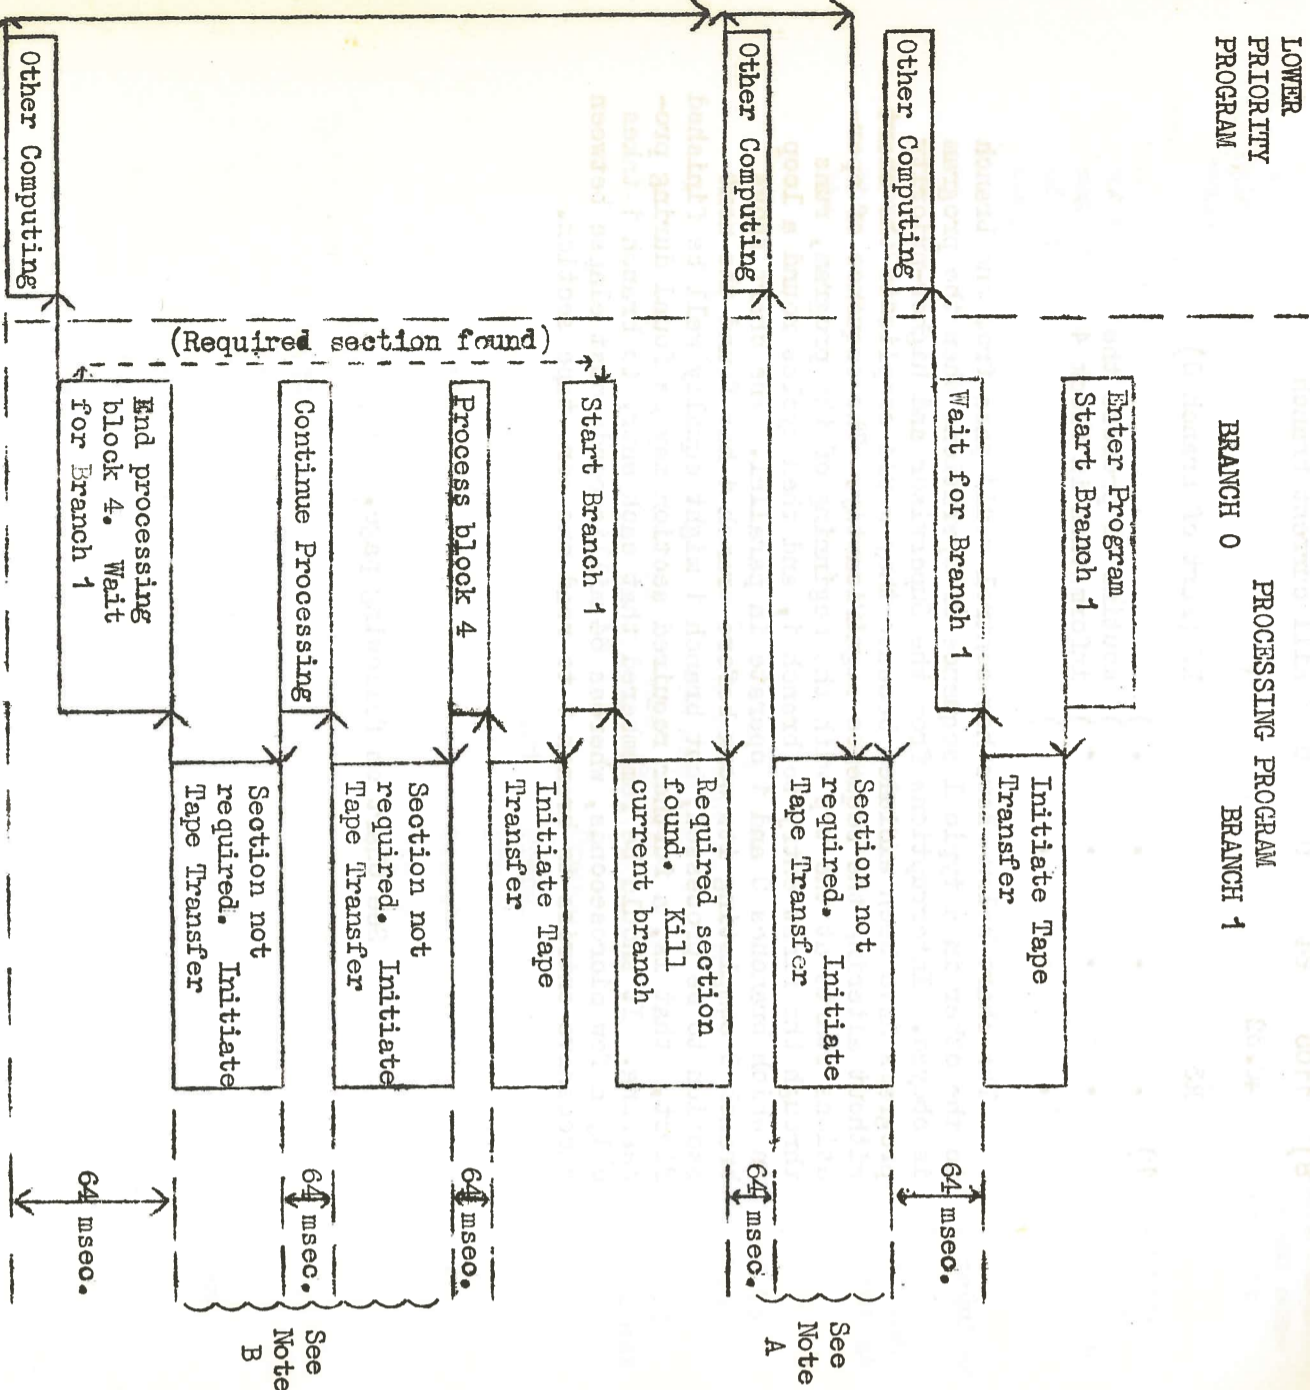 LOWER
PRIORITY
PROGRAM
PROCESSING PROGRAM
BRANCH 0
BRANCH 1
Enter Program
Start Branch 1
Initiate Tape
Transfer
Wait for Branch 1
64 msec.
Other Computing
Section not
required. Initiate
Tape Transfer
See
Note
A
64 msec.
Other Computing
Required section
found. Kill
current branch
Start Branch 1
Initiate Tape
Transfer
(Required section found)
Process block 4
64 msec.
Section not
required. Initiate
Tape Transfer
See
Note
B
Continue Processing
64 msec.
Section not
required. Initiate
Tape Transfer
End processing
block 4. Wait
for Branch 1
64 msec.
Other Computing